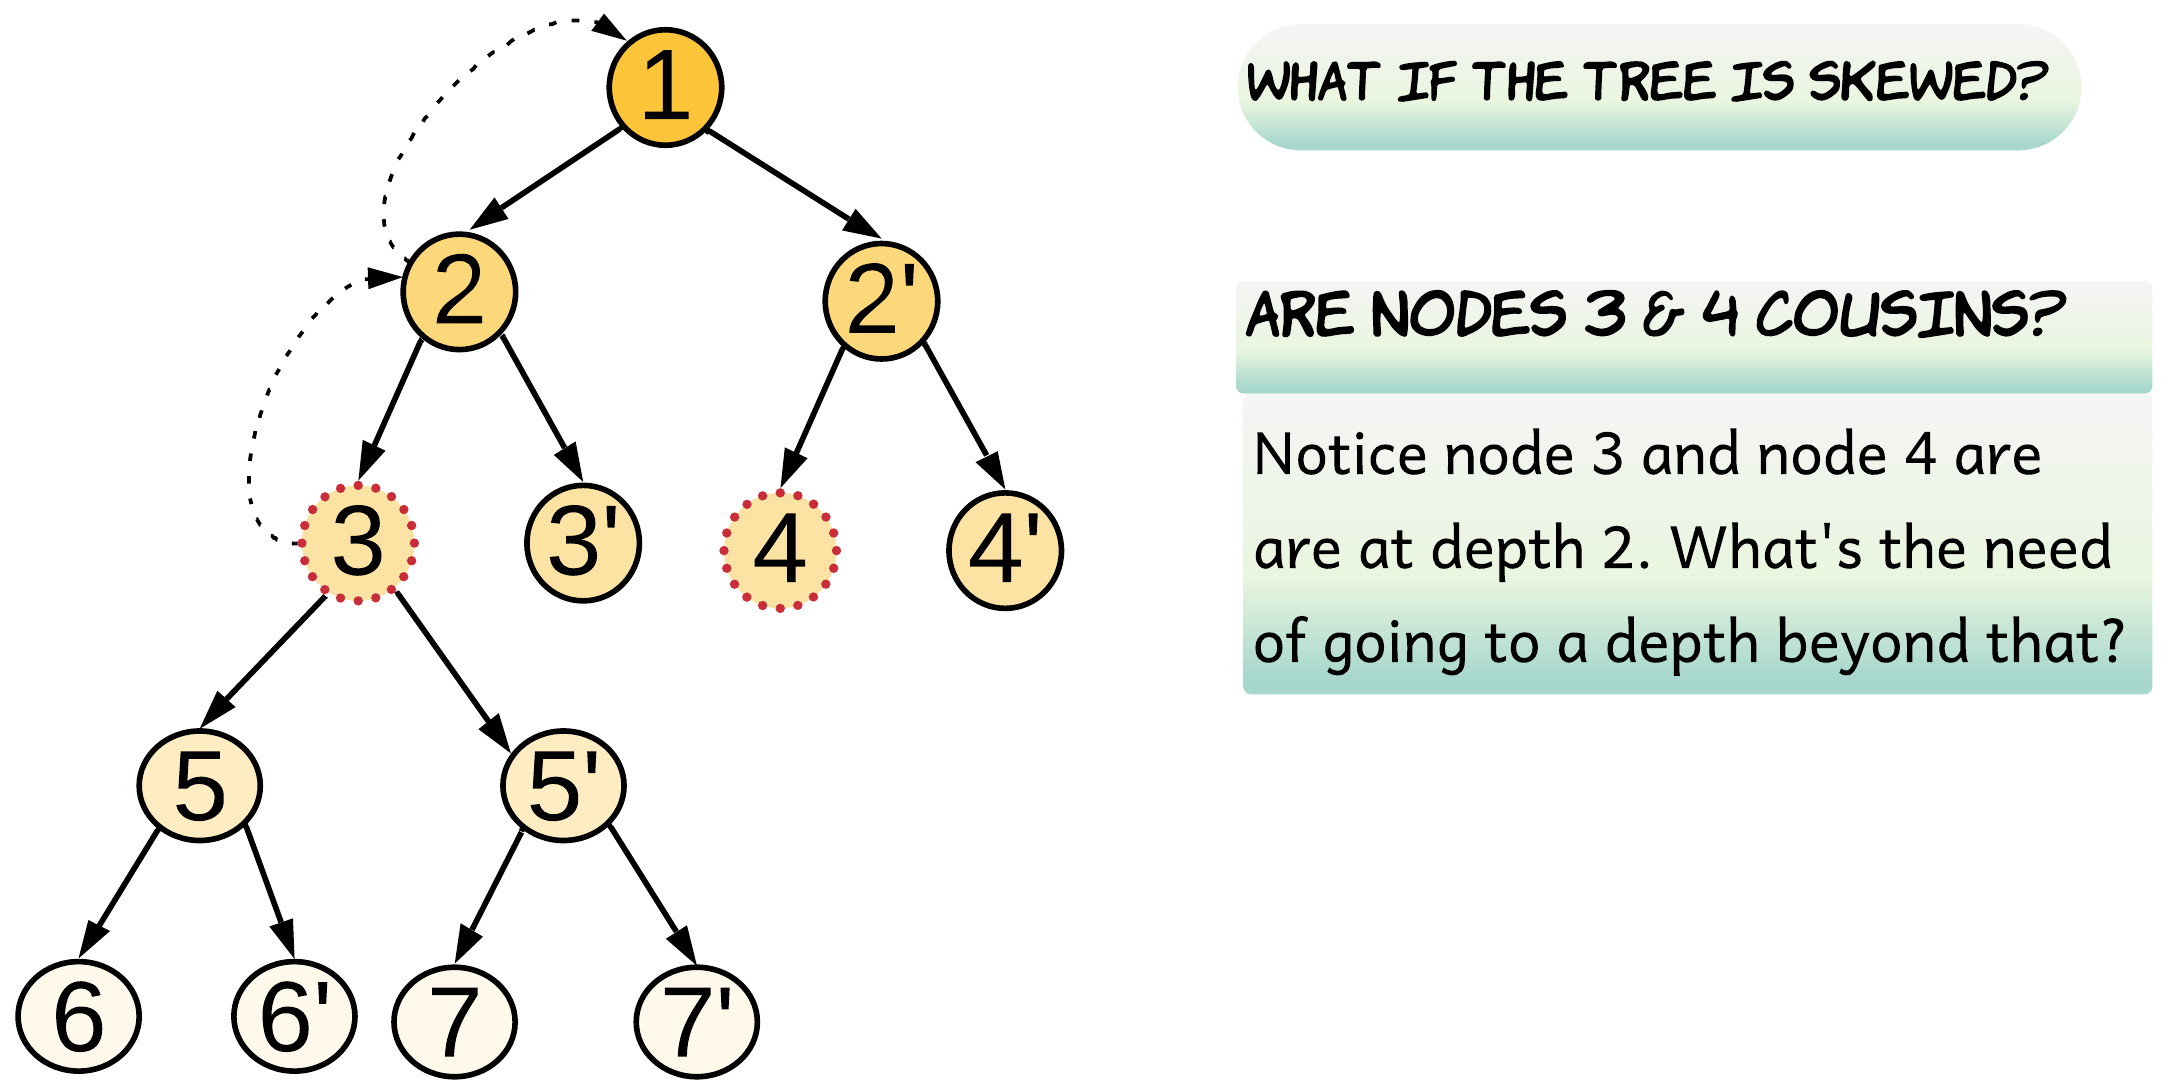 1
WHAT IF THE TREE IS SKEWED?
2
2'
ARE NODES 3 & 4 COUSINS?
Notice node 3 and node 4 are
are at depth 2. What's the need
of going to a depth beyond that?
3
3'
4
4'
5
5'
6
6'
7
7'